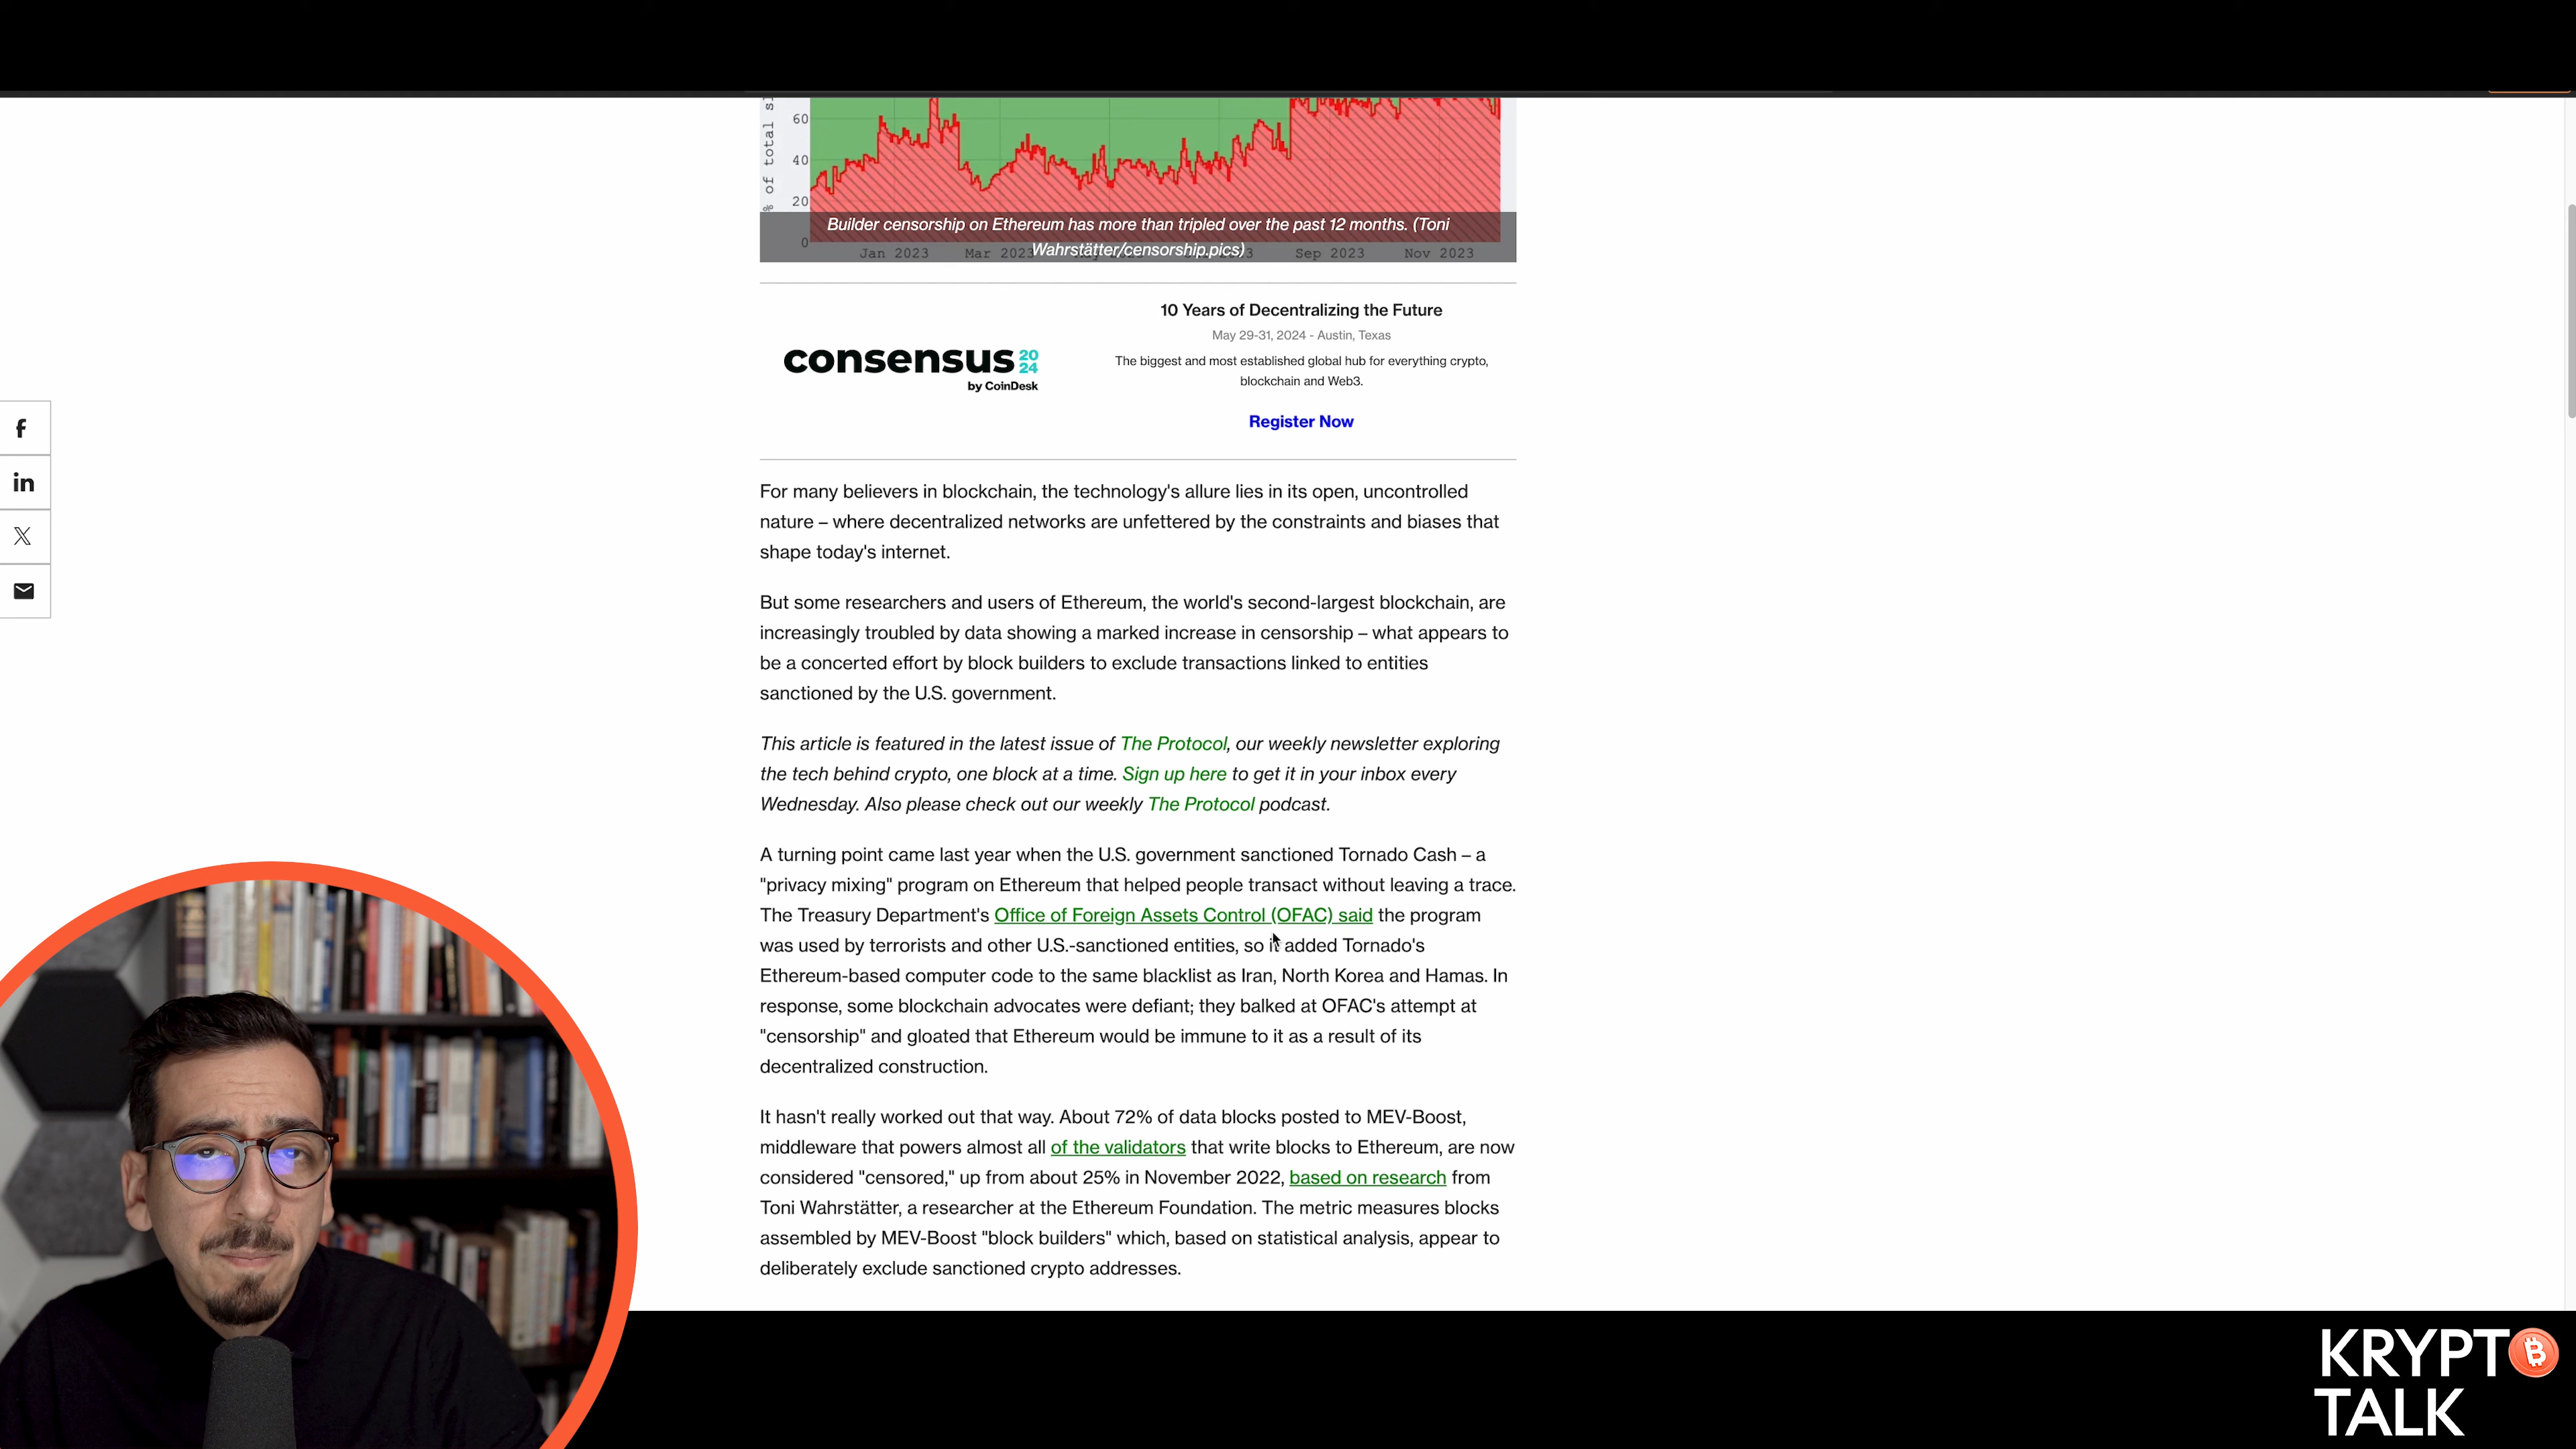 % of total sl
60
40
20
0
Builder censorship on Ethereum has more than tripled over the past 12 months. (Toni
Wahrstätter/censorship.pics)
Jan 2023
Mar 2023
Sep 2023
Nov 2023
10 Years of Decentralizing the Future
May 29-31, 2024 - Austin, Texas
The biggest and most established global hub for everything crypto,
blockchain and Web3.
Register Now
consensus 20
24
by CoinDesk
f
in
X
For many believers in blockchain, the technology's allure lies in its open, uncontrolled
nature – where decentralized networks are unfettered by the constraints and biases that
shape today's internet.
But some researchers and users of Ethereum, the world's second-largest blockchain, are
increasingly troubled by data showing a marked increase in censorship – what appears to
be a concerted effort by block builders to exclude transactions linked to entities
sanctioned by the U.S. government.
This article is featured in the latest issue of The Protocol, our weekly newsletter exploring
the tech behind crypto, one block at a time. Sign up here to get it in your inbox every
Wednesday. Also please check out our weekly The Protocol podcast.
A turning point came last year when the U.S. government sanctioned Tornado Cash – a
"privacy mixing" program on Ethereum that helped people transact without leaving a trace.
The Treasury Department's Office of Foreign Assets Control (OFAC) said the program
was used by terrorists and other U.S.-sanctioned entities, so it added Tornado's
Ethereum-based computer code to the same blacklist as Iran, North Korea and Hamas. In
response, some blockchain advocates were defiant; they balked at OFAC's attempt at
"censorship" and gloated that Ethereum would be immune to it as a result of its
decentralized construction.
It hasn't really worked out that way. About 72% of data blocks posted to MEV-Boost,
middleware that powers almost all of the validators that write blocks to Ethereum, are now
considered "censored," up from about 25% in November 2022, based on research from
Toni Wahrstätter, a researcher at the Ethereum Foundation. The metric measures blocks
assembled by MEV-Boost "block builders" which, based on statistical analysis, appear to
deliberately exclude sanctioned crypto addresses.
KRYPTO
TALK